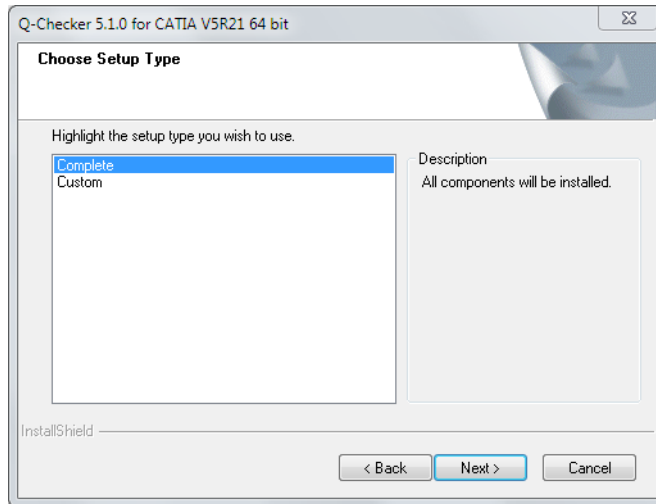 Q-Checker 5.1.0 for CATIA V5R21 64 bit
Choose Setup Type
Highlight the setup type you wish to use.
Complete
Custom
Description
All components will be installed.
InstallShield
< Back
Next >
Cancel